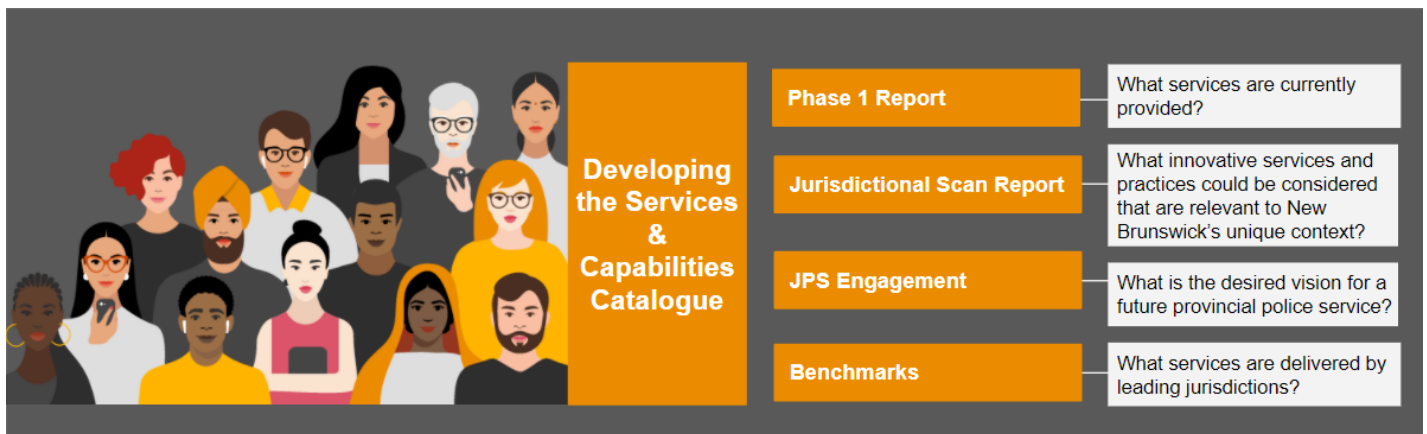 Developing
the Services
&
Capabilities
Catalogue
Phase 1 Report
What services are currently
provided?
Jurisdictional Scan Report
What innovative services and
practices could be considered
that are relevant to New
Brunswick’s unique context?
JPS Engagement
What is the desired vision for a
future provincial police service?
Benchmarks
What services are delivered by
leading jurisdictions?